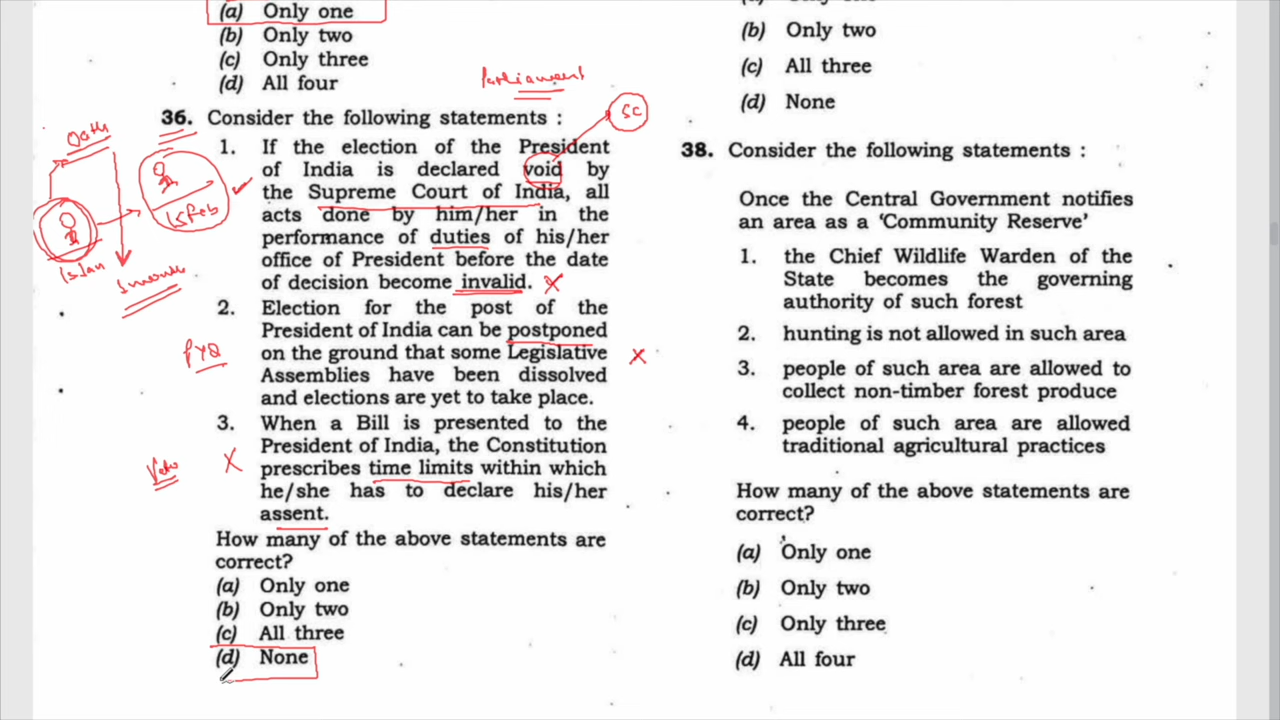 (a) Only one
(b) Only two
(c) Only three
(d) All four
Parliament
SC
36. Consider the following statements :
1. If the election of the President
of India is declared void by
the Supreme Court of India, all
acts done by him/her in the
performance of duties of his/her
office of President before the date
of decision become invalid.
2. Election for the post of the
President of India can be postponed
on the ground that some Legislative
Assemblies have been dissolved
and elections are yet to take place.
3. When a Bill is presented to the
President of India, the Constitution
prescribes time limits within which
he/she has to declare his/her
assent.
How many of the above statements are
correct?
(a) Only one
(b) Only two
(c) All three
(d) None
Oath
15 Feb
15 Jan
PYQ
Veto
(b) Only two
(c) All three
(d) None
38. Consider the following statements :
Once the Central Government notifies
an area as a ‘Community Reserve’
1. the Chief Wildlife Warden of the
State becomes the governing
authority of such forest
2. hunting is not allowed in such area
3. people of such area are allowed to
collect non-timber forest produce
4. people of such area are allowed
traditional agricultural practices
How many of the above statements are
correct?
(a) Only one
(b) Only two
(c) Only three
(d) All four